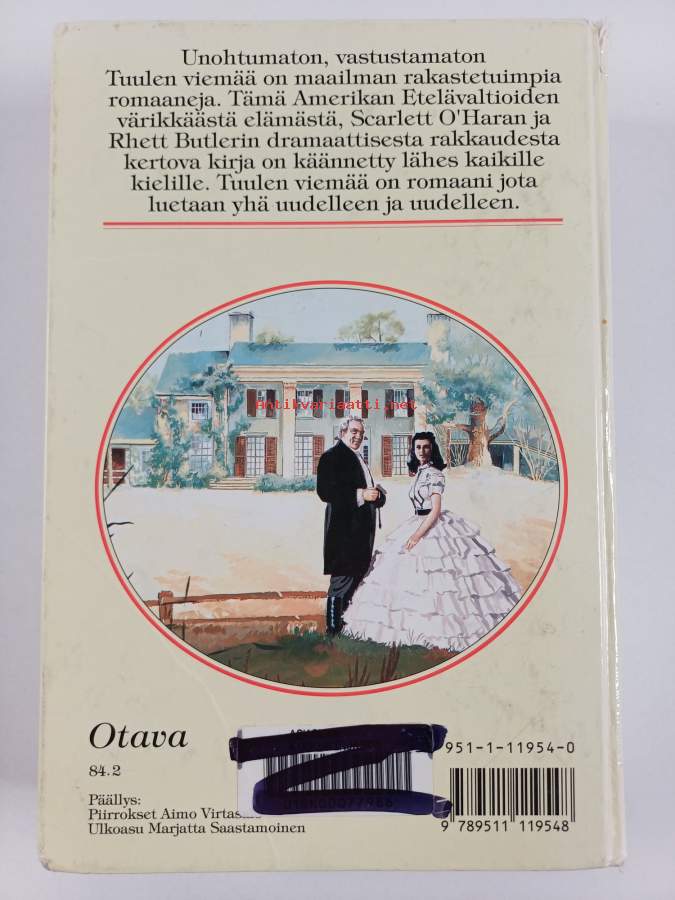 Unohtumaton, vastustamaton
Tuulen viemää on maailman rakastetuimpia
romaaneja. Tämä Amerikan Etelävaltioiden
värikkäästä elämästä, Scarlett O'Haran ja
Rhett Butlerin dramaattisesta rakkaudesta
kertova kirja on käännetty lähes kaikille
kielille. Tuulen viemää on romaani jota
luetaan yhä uudelleen ja uudelleen.
Antikvariaatti.net
Otava
84.2
Päällys:
Piirrokset Aimo
Ulkoasu Marjatta Saastamoinen
951-1-11954-0
9 789511 119548